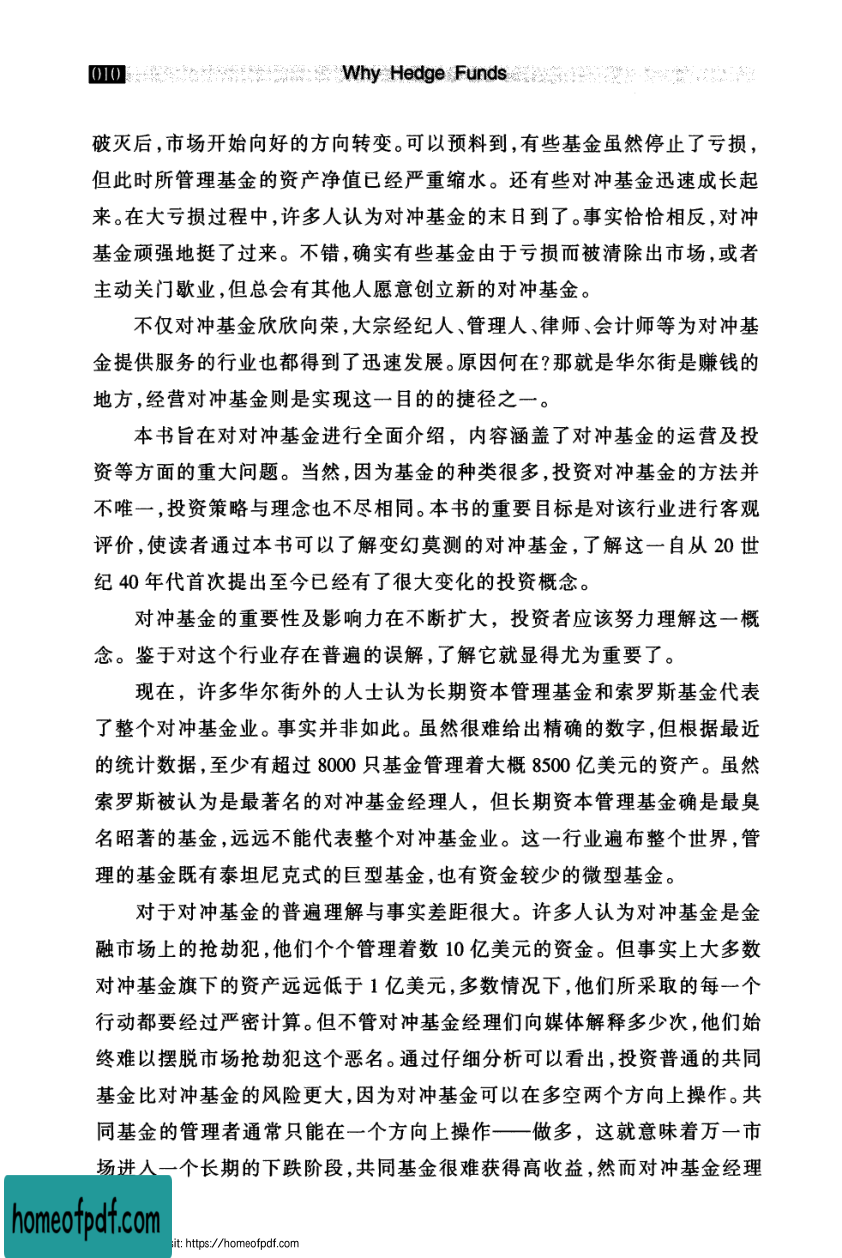 010
Why Hedge Funds
破灭后,市场开始向好的方向转变。可以预料到,有些基金虽然停止了亏损,
但此时所管理基金的资产净值已经严重缩水。还有些对冲基金迅速成长起
来。在大亏损过程中,许多人认为对冲基金的末日到了。事实恰恰相反,对冲
基金顽强地挺了过来。不错,确实有些基金由于亏损而被清除出市场,或者
主动关门歇业,但总会有其他人愿意创立新的对冲基金。
不仅对冲基金欣欣向荣,大宗经纪人、管理人、律师、会计师等为对冲基
金提供服务的行业也都得到了迅速发展。原因何在?那就是华尔街是赚钱的
地方,经营对冲基金则是实现这一目的的捷径之一。
本书旨在对对冲基金进行全面介绍,内容涵盖了对冲基金的运营及投
资等方面的重大问题。当然,因为基金的种类很多,投资对冲基金的方法并
不唯一,投资策略与理念也不尽相同。本书的重要目标是对该行业进行客观
评价,使读者通过本书可以了解变幻莫测的对冲基金,了解这一自从 20 世
纪 40 年代首次提出至今已经有了很大变化的投资概念。
对冲基金的重要性及影响力在不断扩大,投资者应该努力理解这一概
念。鉴于对这个行业存在普遍的误解,了解它就显得尤为重要了。
现在,许多华尔街外的人士认为长期资本管理基金和索罗斯基金代表
了整个对冲基金业。事实并非如此。虽然很难给出精确的数字,但根据最近
的统计数据,至少有超过 8000 只基金管理着大概 8500 亿美元的资产。虽然
索罗斯被认为是最著名的对冲基金经理人,但长期资本管理基金确是最臭
名昭著的基金,远远不能代表整个对冲基金业。这一行业遍布整个世界,管
理的基金既有泰坦尼克式的巨型基金,也有资金较少的微型基金。
对于对冲基金的普遍理解与事实差距很大。许多人认为对冲基金是金
融市场上的抢劫犯,他们个个管理着数 10 亿美元的资金。但事实上大多数
对冲基金旗下的资产远远低于 1 亿美元,多数情况下,他们所采取的每一个
行动都要经过严密计算。但不管对冲基金经理们向媒体解释多少次,他们始
终难以摆脱市场抢劫犯这个恶名。通过仔细分析可以看出,投资普通的共同
基金比对冲基金的风险更大,因为对冲基金可以在多空两个方向上操作。共
同基金的管理者通常只能在一个方向上操作——做多,这就意味着万一市
场进入一个长期的下跌阶段,共同基金很难获得高收益,然而对冲基金经理
homeofpdf.com
sit: https://homeofpdf.com